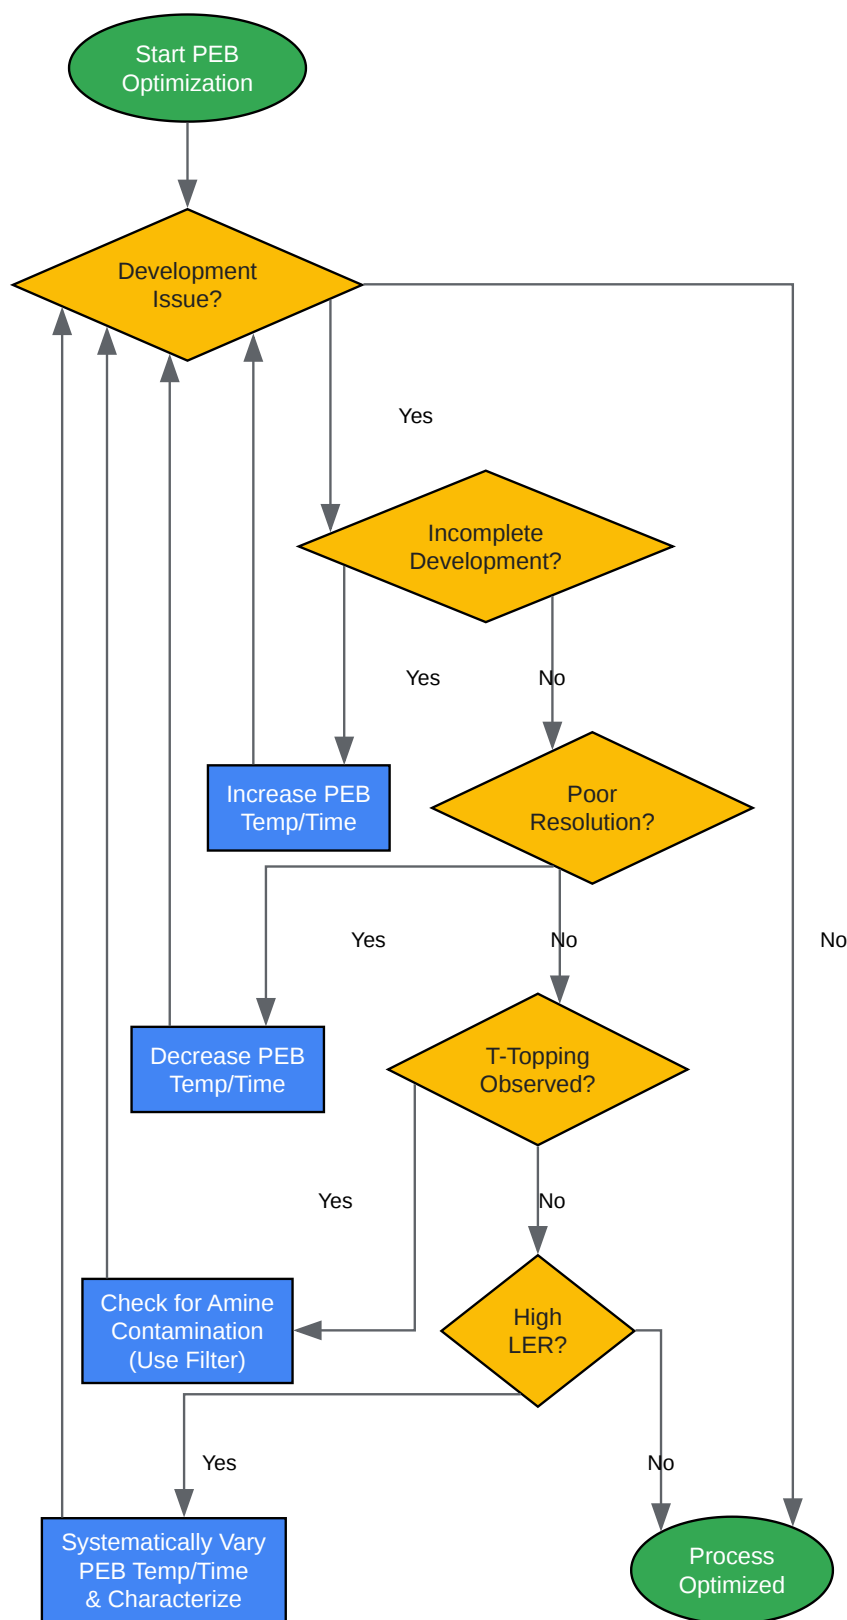 Start PEB
Optimization
Development
Issue?
Yes
Incomplete
Development?
Yes
No
Increase PEB
Temp/Time
Poor
Resolution?
Yes
No
No
Decrease PEB
Temp/Time
T-Topping
Observed?
Yes
No
Check for Amine
Contamination
(Use Filter)
High
LER?
Yes
No
Systematically Vary
PEB Temp/Time
& Characterize
Process
Optimized